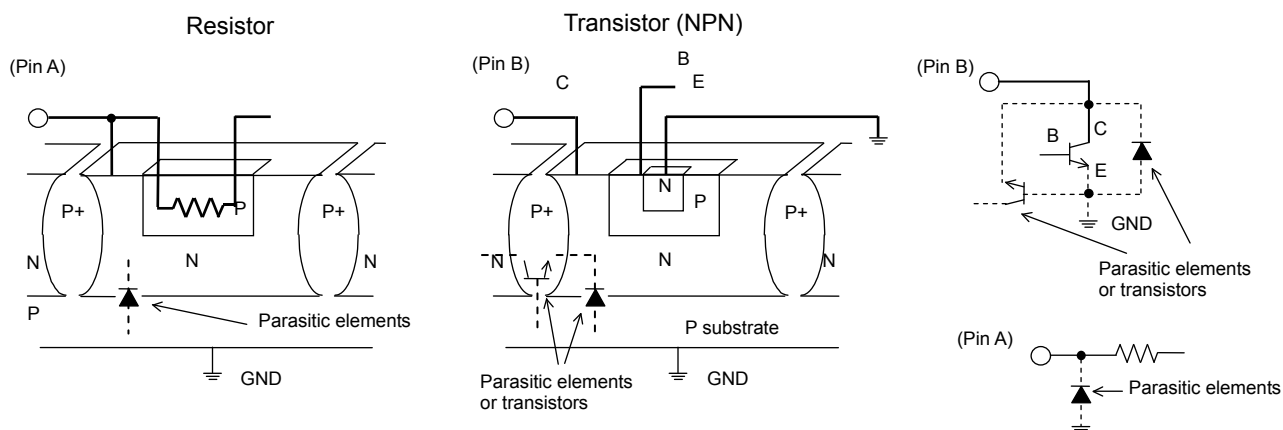 Resistor
(Pin A)
P
P+
P+
N
N
N
P
Parasitic elements
GND
Transistor (NPN)
(Pin B)
C
B
E
N
P
P+
P+
N
N
N
P substrate
Parasitic elements
or transistors
GND
(Pin B)
C
B
E
GND
Parasitic elements
or transistors
(Pin A)
Parasitic elements